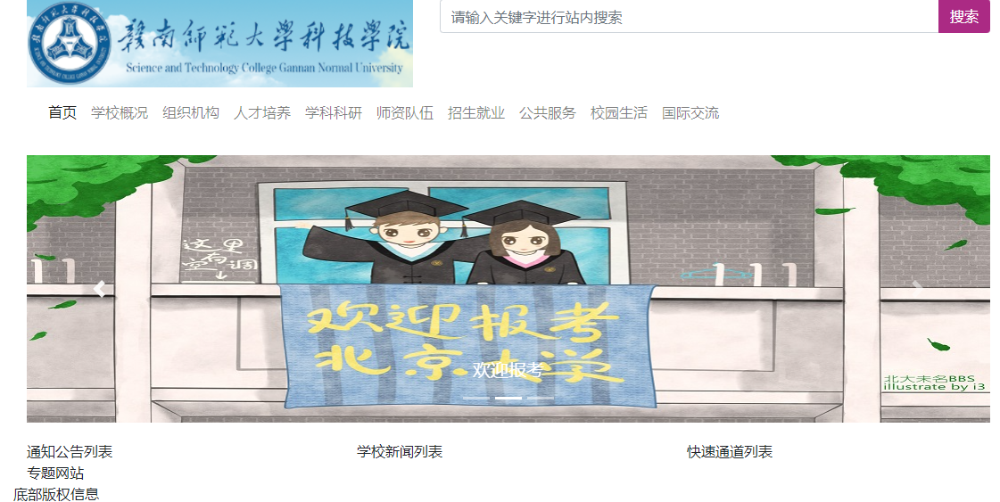 贛南師範大學科技學院
Science and Technology College Gannan Normal University
请输入关键字进行站内搜索 搜索
首页 学校概况 组织机构 人才培养 学科科研 师资队伍 招生就业 公共服务 校园生活 国际交流
这里
有调
欢迎报考
北京大学
欢迎报考
北大未名BBS
illustrate by i3
通知公告列表 学校新闻列表 快速通道列表
专题网站
底部版权信息